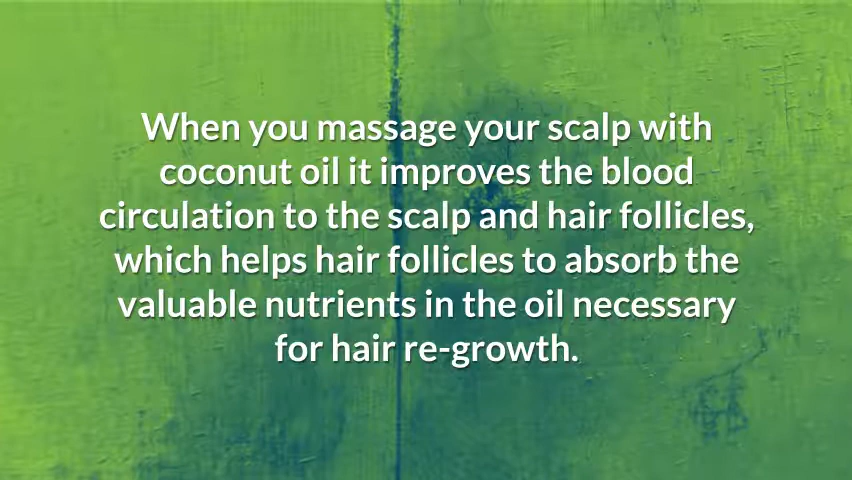 When you massage your scalp with
coconut oil it improves the blood
circulation to the scalp and hair follicles,
which helps hair follicles to absorb the
valuable nutrients in the oil necessary
for hair re-growth.